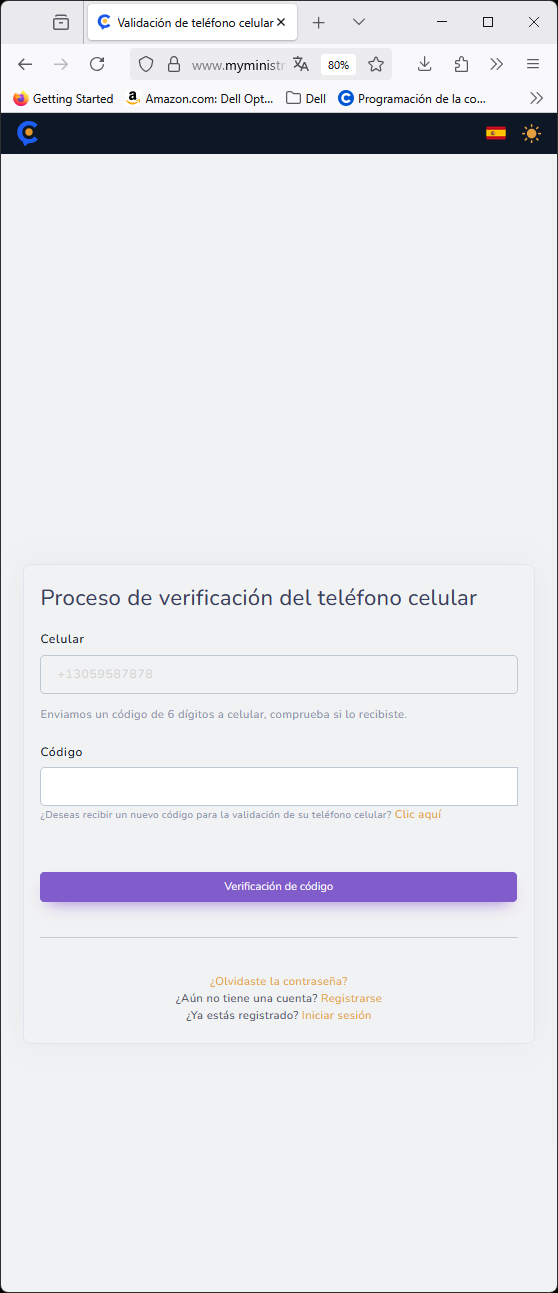 Validación de teléfono celular
www.myminist
80%
Getting Started
Amazon.com: Dell Opt...
Dell
Programación de la co...
Proceso de verificación del teléfono celular
Celular
+13059587878
Enviamos un código de 6 dígitos a celular, comprueba si lo recibiste.
Código
¿Deseas recibir un nuevo código para la validación de su teléfono celular? Clic aquí
Verificación de código
¿Olvidaste la contraseña?
¿Aún no tiene una cuenta? Registrarse
¿Ya estás registrado? Iniciar sesión